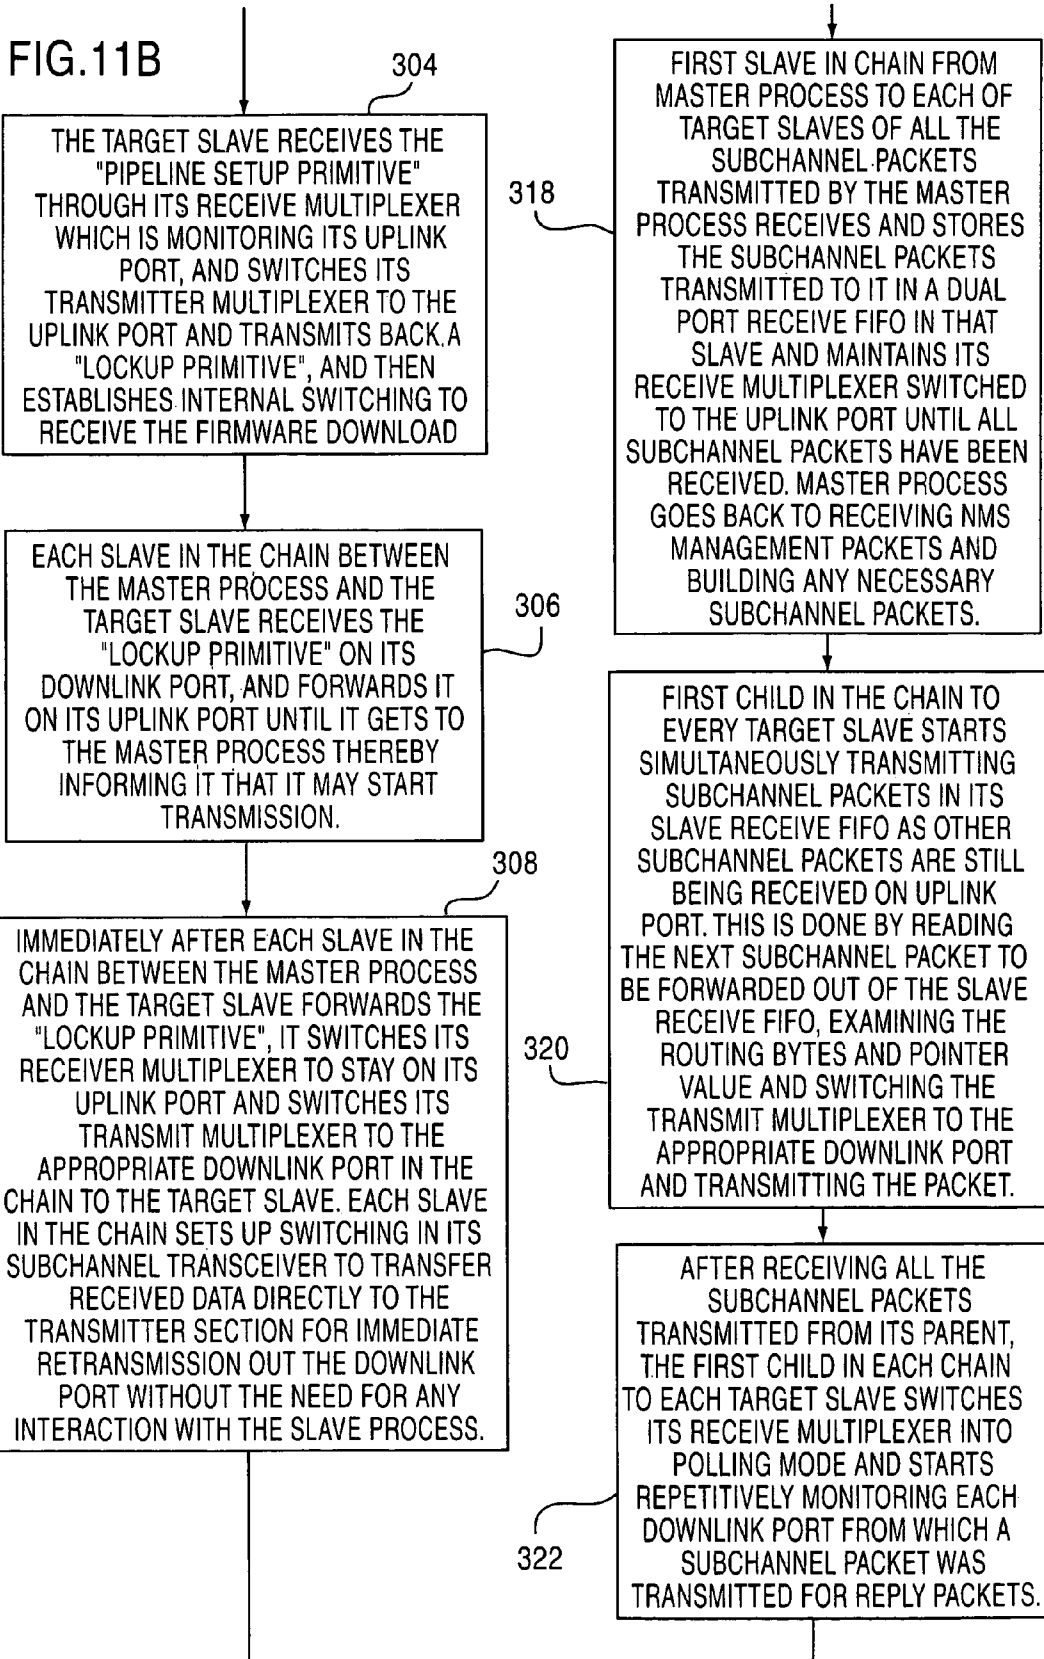 FIG.11B
304
THE TARGET SLAVE RECEIVES THE
"PIPELINE SETUP PRIMITIVE"
THROUGH ITS RECEIVE MULTIPLEXER
WHICH IS MONITORING ITS UPLINK
PORT, AND SWITCHES ITS
TRANSMITTER MULTIPLEXER TO THE
UPLINK PORT AND TRANSMITS BACK A
"LOCKUP PRIMITIVE", AND THEN
ESTABLISHES INTERNAL SWITCHING TO
RECEIVE THE FIRMWARE DOWNLOAD
306
EACH SLAVE IN THE CHAIN BETWEEN
THE MASTER PROCESS AND THE
TARGET SLAVE RECEIVES THE
"LOCKUP PRIMITIVE" ON ITS
DOWNLINK PORT, AND FORWARDS IT
ON ITS UPLINK PORT UNTIL IT GETS TO
THE MASTER PROCESS THEREBY
INFORMING IT THAT IT MAY START
TRANSMISSION.
308
IMMEDIATELY AFTER EACH SLAVE IN THE
CHAIN BETWEEN THE MASTER PROCESS
AND THE TARGET SLAVE FORWARDS THE
"LOCKUP PRIMITIVE", IT SWITCHES ITS
RECEIVER MULTIPLEXER TO STAY ON ITS
UPLINK PORT AND SWITCHES ITS
TRANSMIT MULTIPLEXER TO THE
APPROPRIATE DOWNLINK PORT IN THE
CHAIN TO THE TARGET SLAVE. EACH SLAVE
IN THE CHAIN SETS UP SWITCHING IN ITS
SUBCHANNEL TRANSCEIVER TO TRANSFER
RECEIVED DATA DIRECTLY TO THE
TRANSMITTER SECTION FOR IMMEDIATE
RETRANSMISSION OUT THE DOWNLINK
PORT WITHOUT THE NEED FOR ANY
INTERACTION WITH THE SLAVE PROCESS.
318
FIRST SLAVE IN CHAIN FROM
MASTER PROCESS TO EACH OF
TARGET SLAVES OF ALL THE
SUBCHANNEL PACKETS
TRANSMITTED BY THE MASTER
PROCESS RECEIVES AND STORES
THE SUBCHANNEL PACKETS
TRANSMITTED TO IT IN A DUAL
PORT RECEIVE FIFO IN THAT
SLAVE AND MAINTAINS ITS
RECEIVE MULTIPLEXER SWITCHED
TO THE UPLINK PORT UNTIL ALL
SUBCHANNEL PACKETS HAVE BEEN
RECEIVED. MASTER PROCESS
GOES BACK TO RECEIVING NMS
MANAGEMENT PACKETS AND
BUILDING ANY NECESSARY
SUBCHANNEL PACKETS.
320
FIRST CHILD IN THE CHAIN TO
EVERY TARGET SLAVE STARTS
SIMULTANEOUSLY TRANSMITTING
SUBCHANNEL PACKETS IN ITS
SLAVE RECEIVE FIFO AS OTHER
SUBCHANNEL PACKETS ARE STILL
BEING RECEIVED ON UPLINK
PORT. THIS IS DONE BY READING
THE NEXT SUBCHANNEL PACKET TO
BE FORWARDED OUT OF THE SLAVE
RECEIVE FIFO, EXAMINING THE
ROUTING BYTES AND POINTER
VALUE AND SWITCHING THE
TRANSMIT MULTIPLEXER TO THE
APPROPRIATE DOWNLINK PORT
AND TRANSMITTING THE PACKET.
322
AFTER RECEIVING ALL THE
SUBCHANNEL PACKETS
TRANSMITTED FROM ITS PARENT,
THE FIRST CHILD IN EACH CHAIN
TO EACH TARGET SLAVE SWITCHES
ITS RECEIVE MULTIPLEXER INTO
POLLING MODE AND STARTS
REPETITIVELY MONITORING EACH
DOWNLINK PORT FROM WHICH A
SUBCHANNEL PACKET WAS
TRANSMITTED FOR REPLY PACKETS.